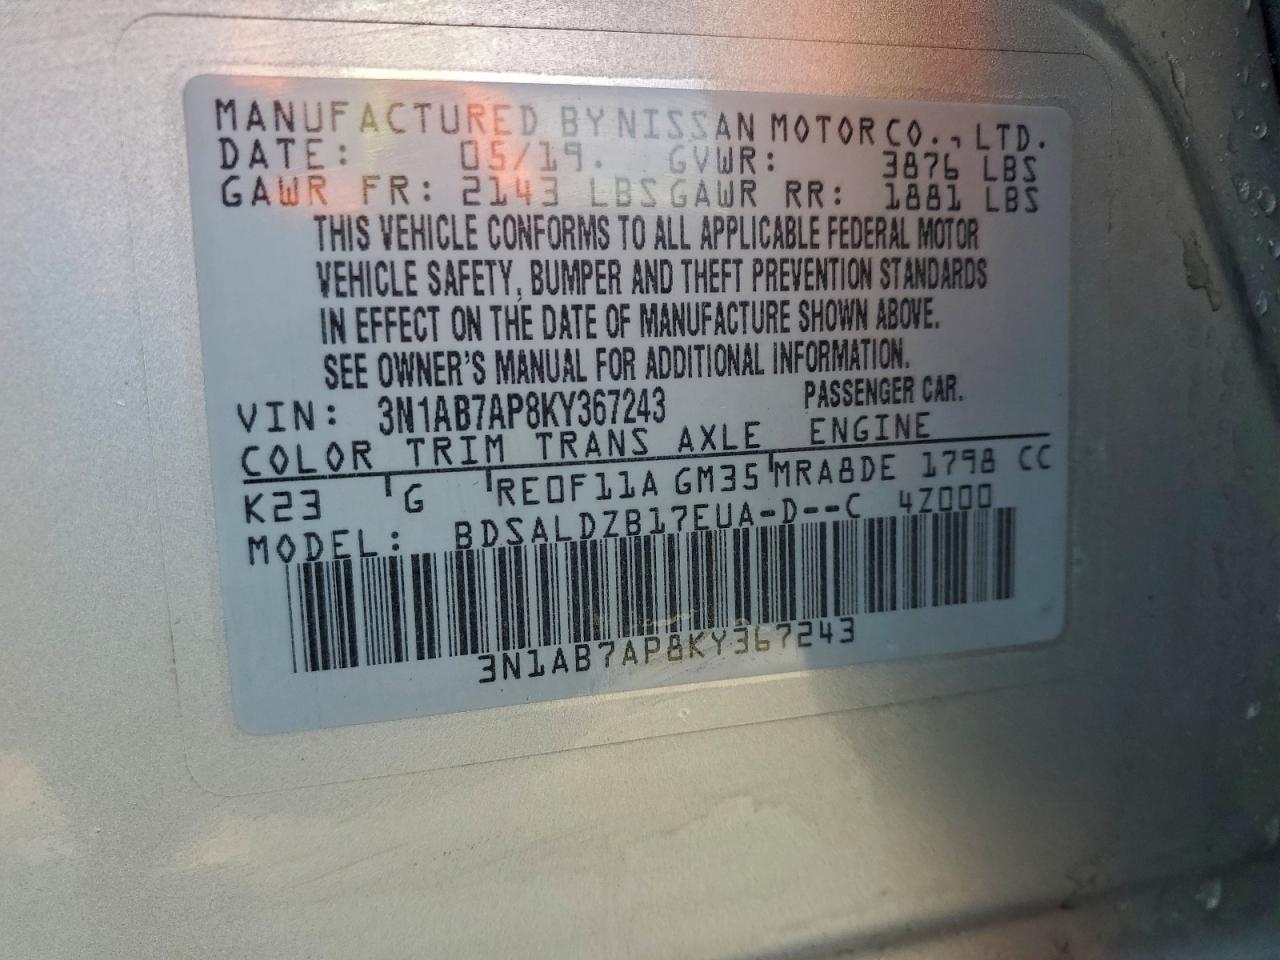 MANUFACTURED BY NISSAN MOTOR CO., LTD.
DATE: 05/19. GVWR: 3876 LBS
GAWR FR: 2143 LBS GAWR RR: 1881 LBS
THIS VEHICLE CONFORMS TO ALL APPLICABLE FEDERAL MOTOR
VEHICLE SAFETY, BUMPER AND THEFT PREVENTION STANDARDS
IN EFFECT ON THE DATE OF MANUFACTURE SHOWN ABOVE.
SEE OWNER'S MANUAL FOR ADDITIONAL INFORMATION.
VIN: 3N1AB7AP8KY367243 PASSENGER CAR.
COLOR TRIM TRANS AXLE ENGINE
K23 G RE0F11A GM35 MRA8DE 1798 CC
MODEL: BDSALDZB17EUA-D--C 4Z000
3N1AB7AP8KY367243